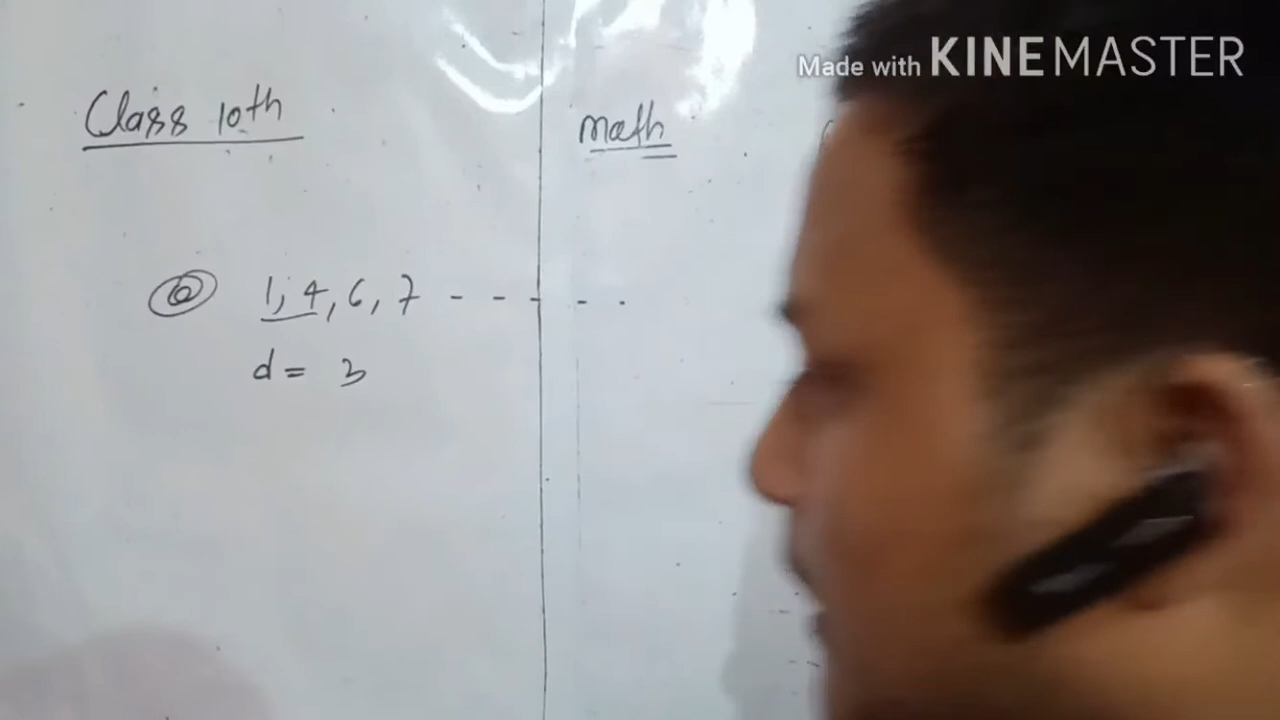 Made with KINEMASTER
Class 10th
Math
@ 1, 4, 6, 7 - - - - .
d = 3